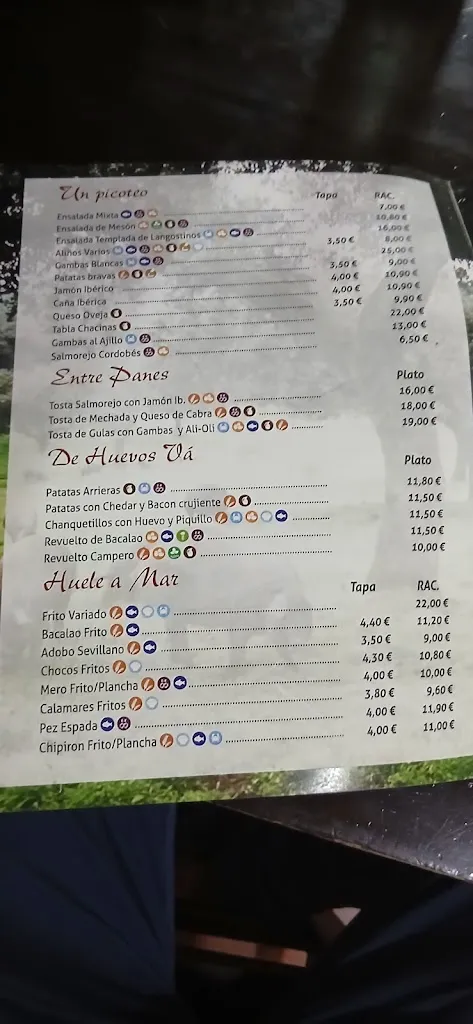 Un picoteo Tapa RAC.
Ensalada Mixta 7,00 €
Ensalada de Mesón 10,80 €
Ensalada Templada de Langostinos 16,00 €
Aliños Varios 3,50 € 8,00 €
Gambas Blancas 25,00 €
Patatas bravas 3,50 € 9,00 €
Jamón Ibérico 4,00 € 10,90 €
Caña Ibérica 4,00 € 10,90 €
Queso Oveja 3,50 € 9,90 €
Tabla Chacinas 22,00 €
Gambas al Ajillo 13,00 €
Salmorejo Cordobés 6,50 €
Entre Panes Plato
Tosta Salmorejo con Jamón Ib. 16,00 €
Tosta de Mechada y Queso de Cabra 18,00 €
Tosta de Gulas con Gambas y Ali-Oli 19,00 €
De Huevos Vá Plato
Patatas Arrieras 11,80 €
Patatas con Chedar y Bacon crujiente 11,50 €
Chanquetillos con Huevo y Piquillo 11,50 €
Revuelto de Bacalao 11,50 €
Revuelto Campero 10,00 €
Huele a Mar Tapa RAC.
Frito Variado 22,00 €
Bacalao Frito 4,40 € 11,20 €
Adobo Sevillano 3,50 € 9,00 €
Chocos Fritos 4,30 € 10,80 €
Mero Frito/Plancha 4,00 € 10,00 €
Calamares Fritos 3,80 € 9,60 €
Pez Espada 4,00 € 11,90 €
Chipiron Frito/Plancha 4,00 € 11,00 €